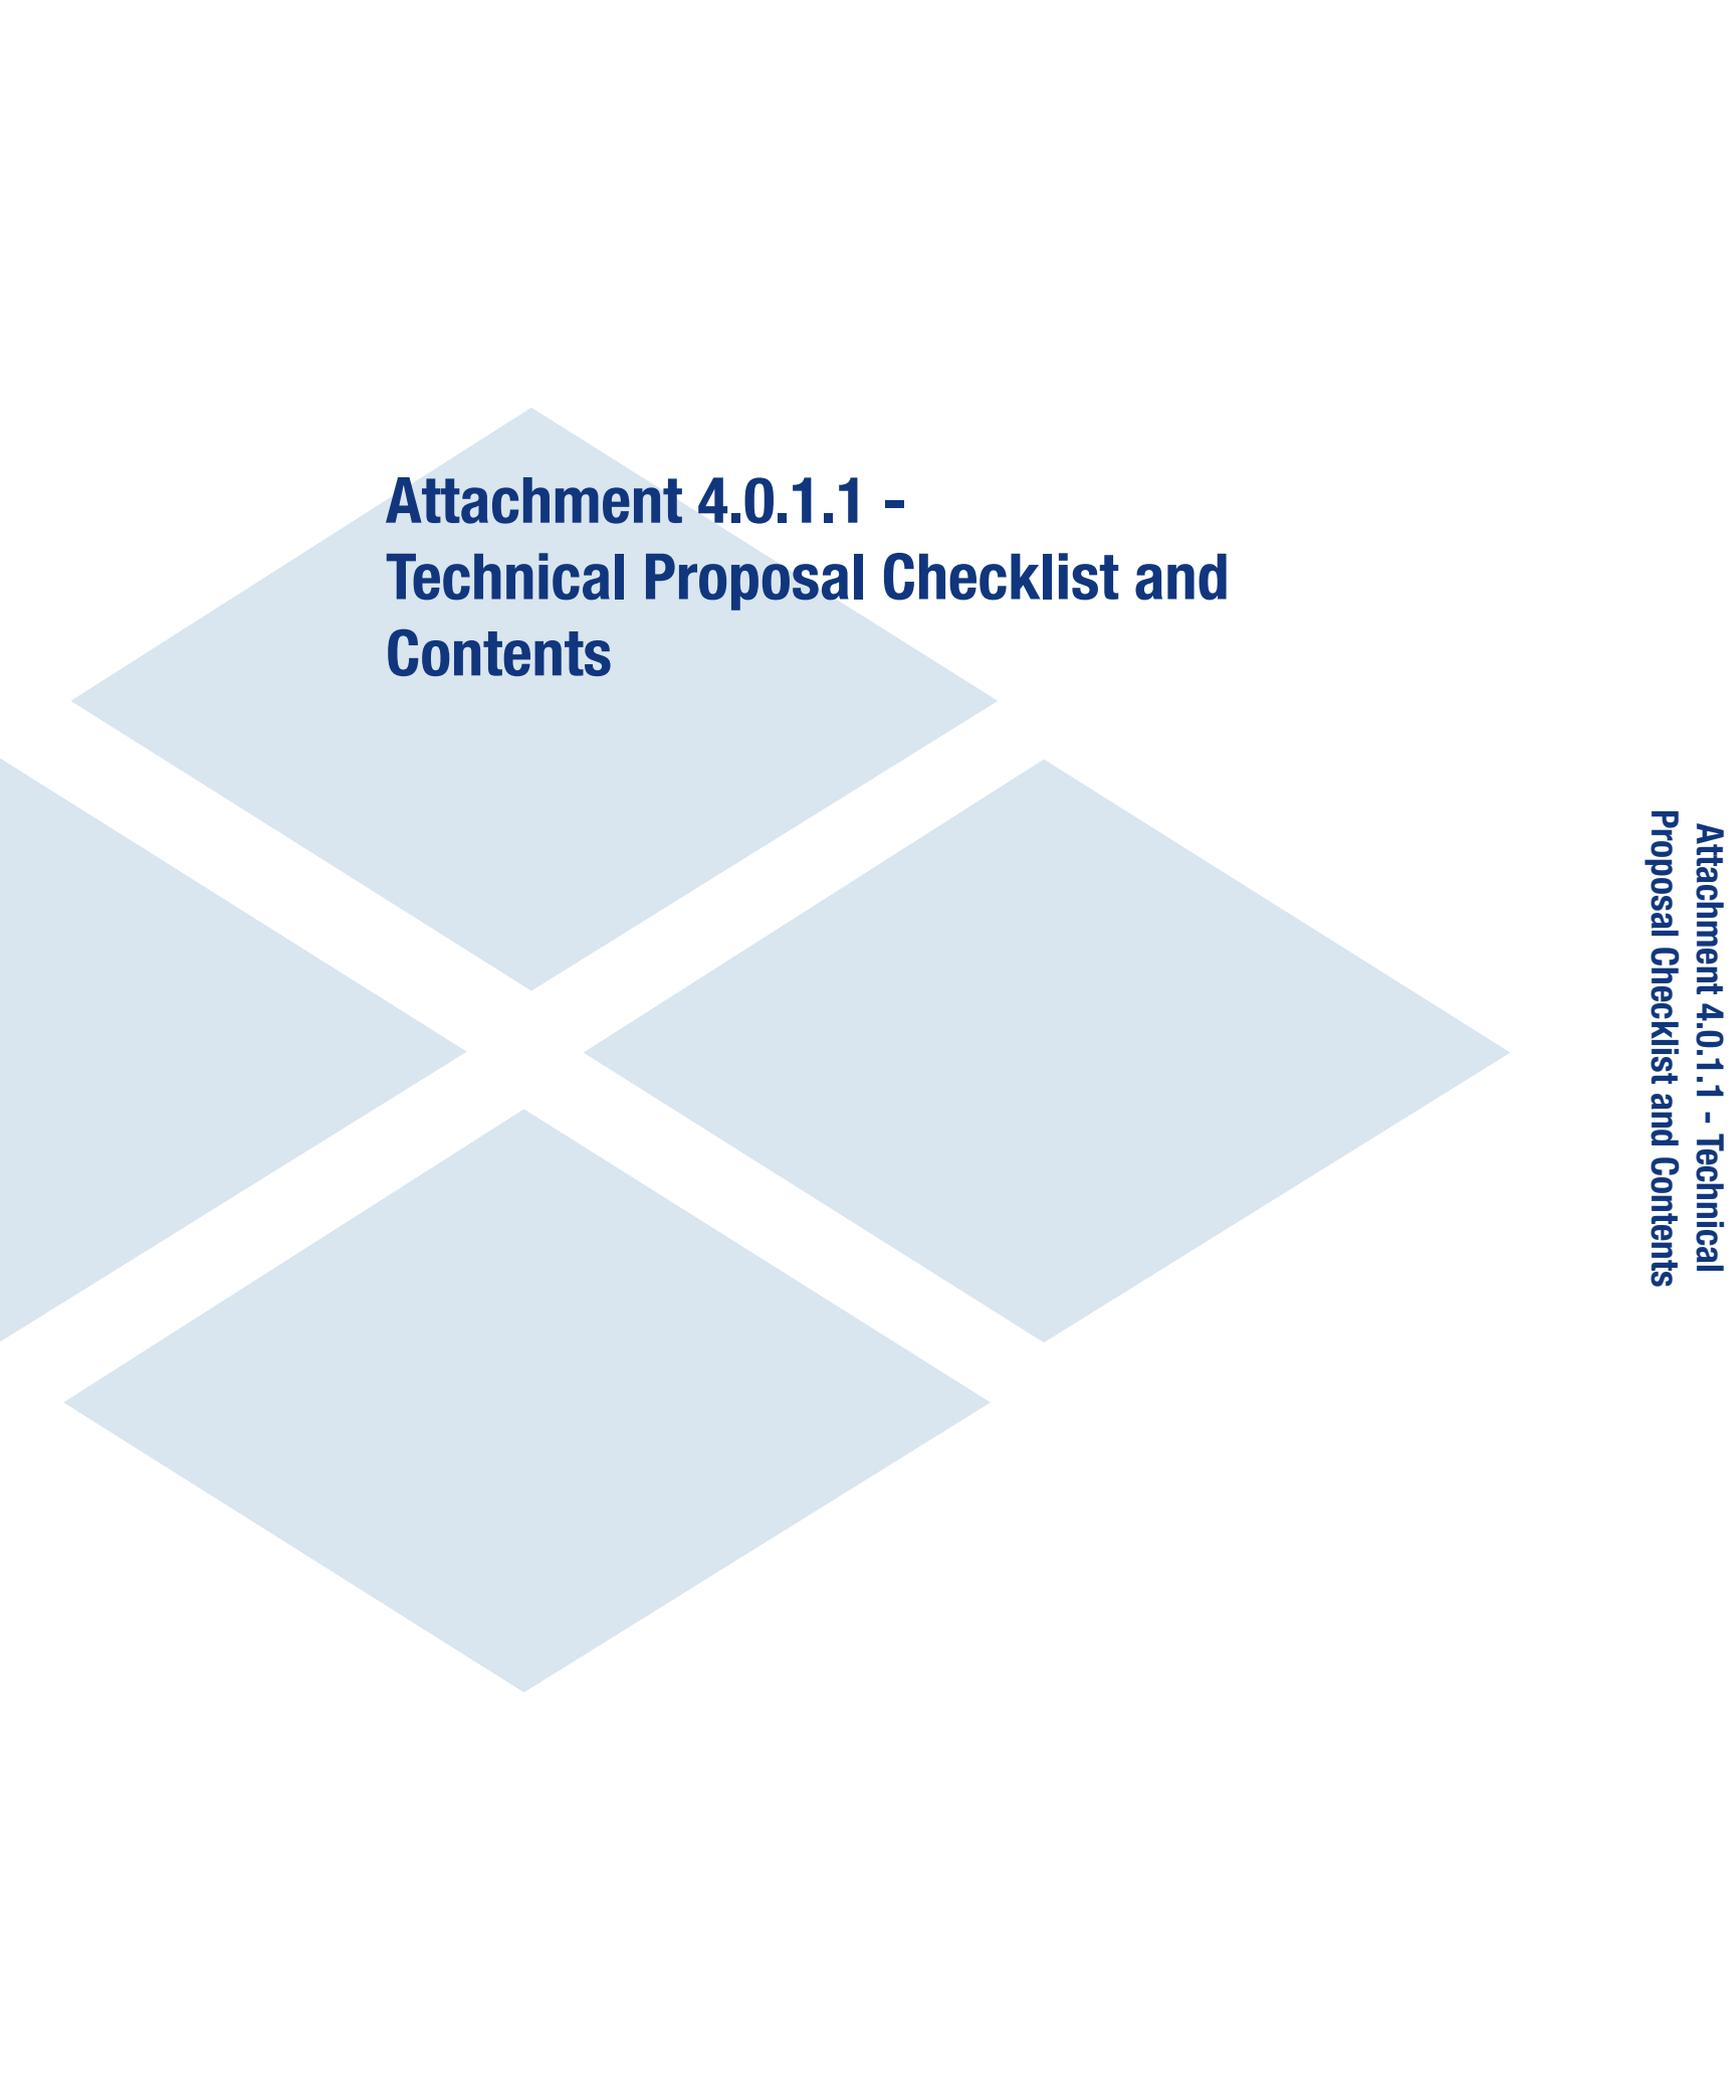 Attachment 4.0.1.1 -
Technical Proposal Checklist and
Contents
Attachment 4.0.1.1 - Technical
Proposal Checklist and Contents